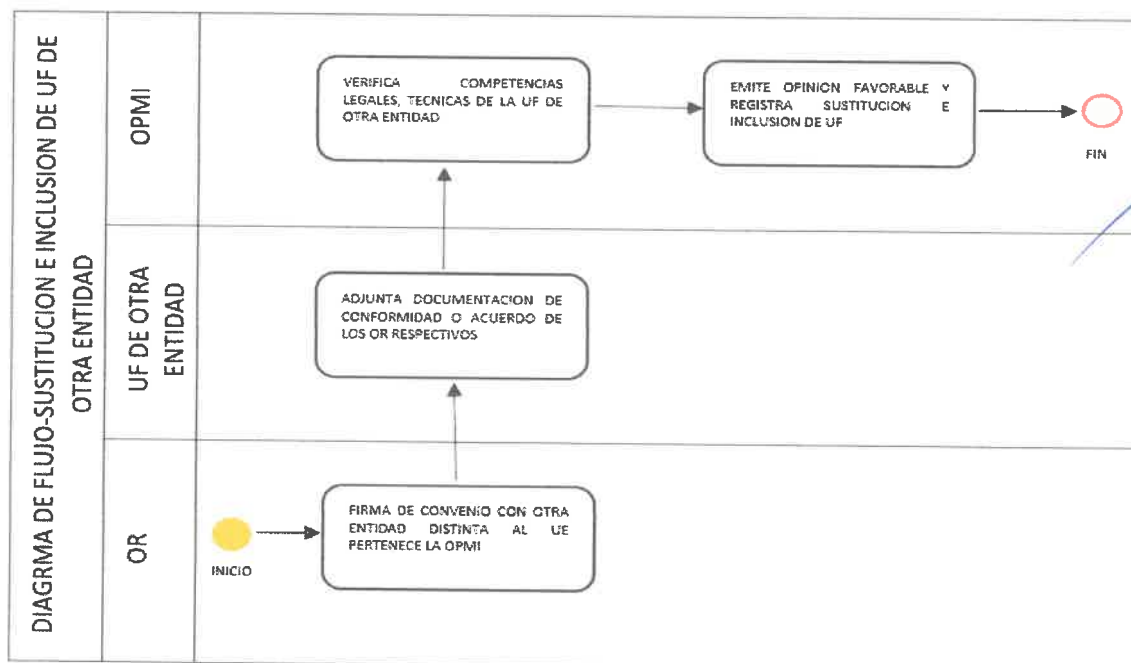 DIAGRMA DE FLUJO-SUSTITUCION E INCLUSION DE UF DE
OTRA ENTIDAD
OPMI
VERIFICA COMPETENCIAS
LEGALES, TECNICAS DE LA UF DE
OTRA ENTIDAD
EMITE OPINION FAVORABLE Y
REGISTRA SUSTITUCION E
INCLUSION DE UF
FIN
UF DE OTRA
ENTIDAD
ADJUNTA DOCUMENTACION DE
CONFORMIDAD O ACUERDO DE
LOS OR RESPECTIVOS
OR
INICIO
FIRMA DE CONVENIO CON OTRA
ENTIDAD DISTINTA AL UE
PERTENECE LA OPMI